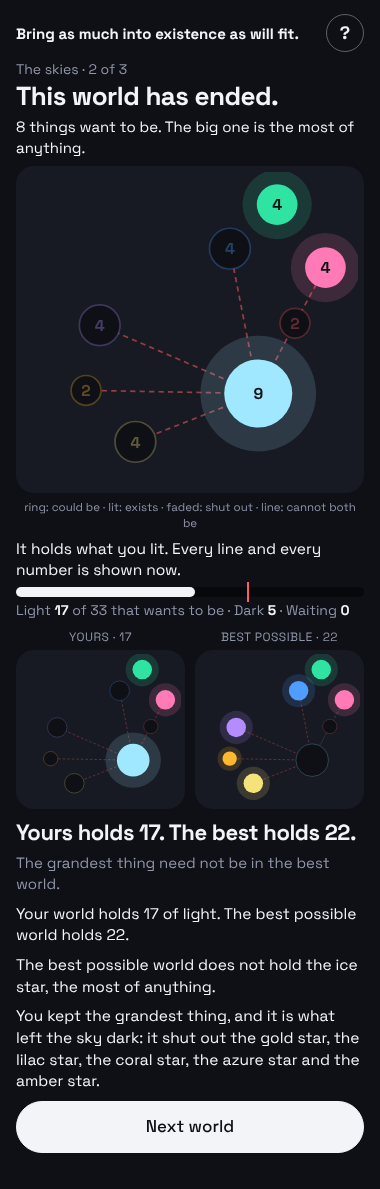 Bring as much into existence as will fit.
?
The skies · 2 of 3
This world has ended.
8 things want to be. The big one is the most of
anything.
4
4
4
2
4
9
2
4
ring: could be · lit: exists · faded: shut out · line: cannot both
be
It holds what you lit. Every line and every
number is shown now.
Light 17 of 33 that wants to be · Dark 5 · Waiting 0
YOURS · 17
BEST POSSIBLE · 22
Yours holds 17. The best holds 22.
The grandest thing need not be in the best
world.
Your world holds 17 of light. The best possible
world holds 22.
The best possible world does not hold the ice
star, the most of anything.
You kept the grandest thing, and it is what
left the sky dark: it shut out the gold star, the
lilac star, the coral star, the azure star and the
amber star.
Next world